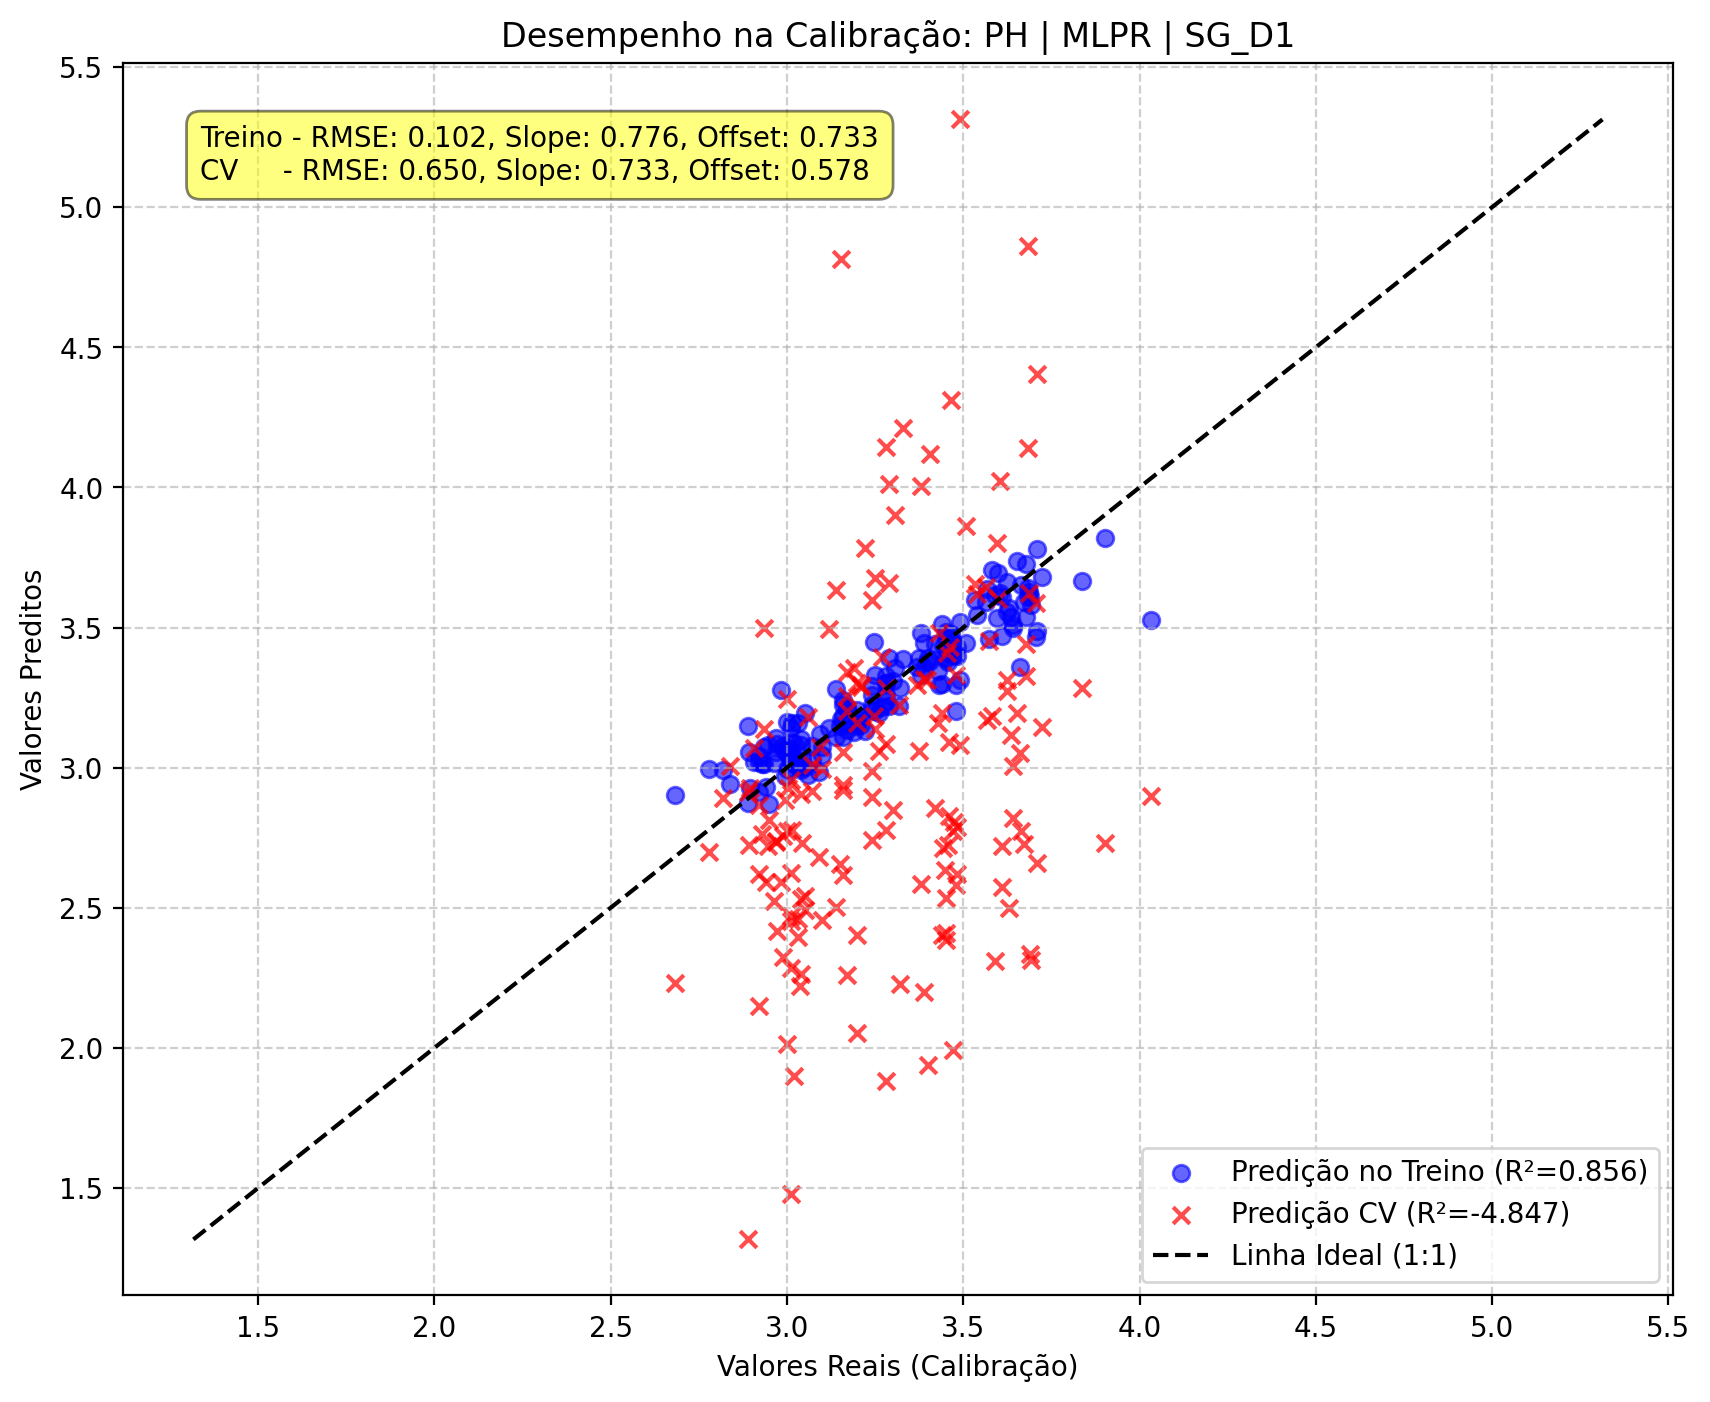 Desempenho na Calibração: PH | MLPR | SG_D1
Treino - RMSE: 0.102, Slope: 0.776, Offset: 0.733
CV     - RMSE: 0.650, Slope: 0.733, Offset: 0.578
Valores Preditos
5.5
5.0
4.5
4.0
3.5
3.0
2.5
2.0
1.5
Predição no Treino (R²=0.856)
Predição CV (R²=-4.847)
Linha Ideal (1:1)
1.5 2.0 2.5 3.0 3.5 4.0 4.5 5.0 5.5
Valores Reais (Calibração)